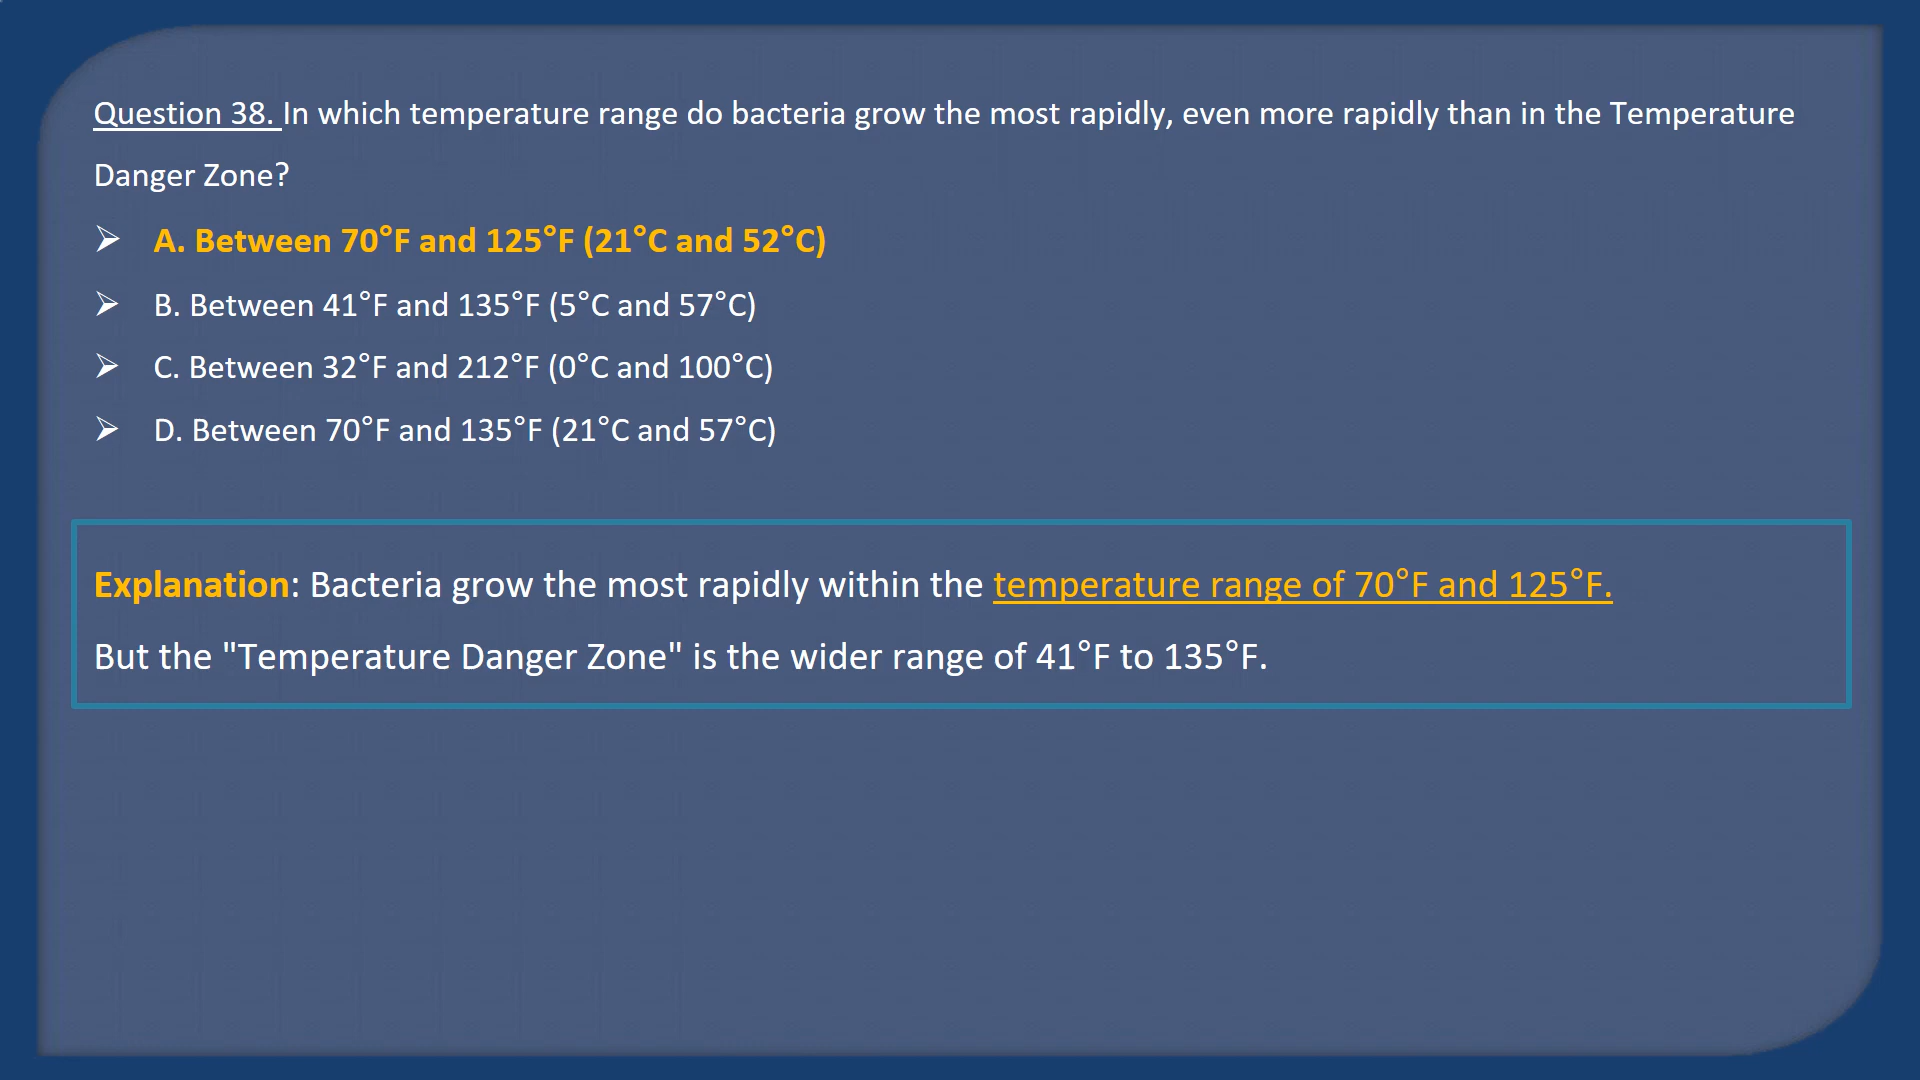 Question 38. In which temperature range do bacteria grow the most rapidly, even more rapidly than in the Temperature
Danger Zone?
➢ A. Between 70°F and 125°F (21°C and 52°C)
➢ B. Between 41°F and 135°F (5°C and 57°C)
➢ C. Between 32°F and 212°F (0°C and 100°C)
➢ D. Between 70°F and 135°F (21°C and 57°C)
Explanation: Bacteria grow the most rapidly within the temperature range of 70°F and 125°F.
But the "Temperature Danger Zone" is the wider range of 41°F to 135°F.